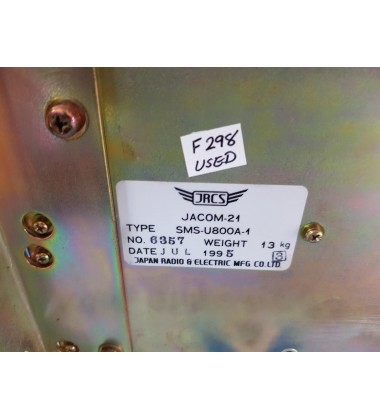 F 298
USED
JRCS
JACOM-21
TYPE SMS-U800A-1
NO. 6357 WEIGHT 13 kg
DATE JUL 1995
JAPAN RADIO & ELECTRIC MFG. CO. LTD.